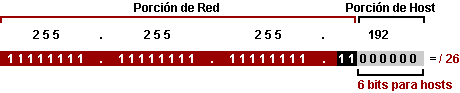 Porción de Red Porción de Host
255 . 255 . 255 . 192
11111111 . 11111111 . 11111111 . 11000000 = / 26
6 bits para hosts